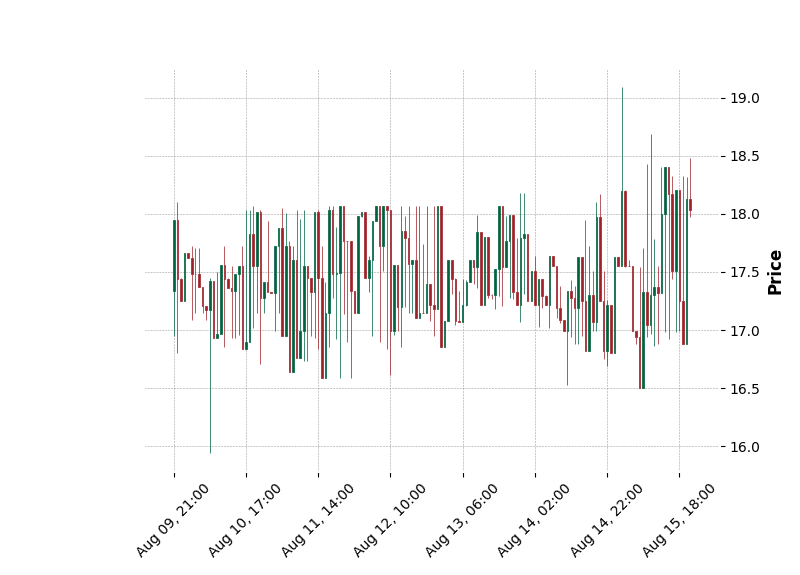 19.0
18.5
18.0
17.5
17.0
16.5
16.0
Price
Aug 09, 21:00
Aug 10, 17:00
Aug 11, 14:00
Aug 12, 10:00
Aug 13, 06:00
Aug 14, 02:00
Aug 14, 22:00
Aug 15, 18:00